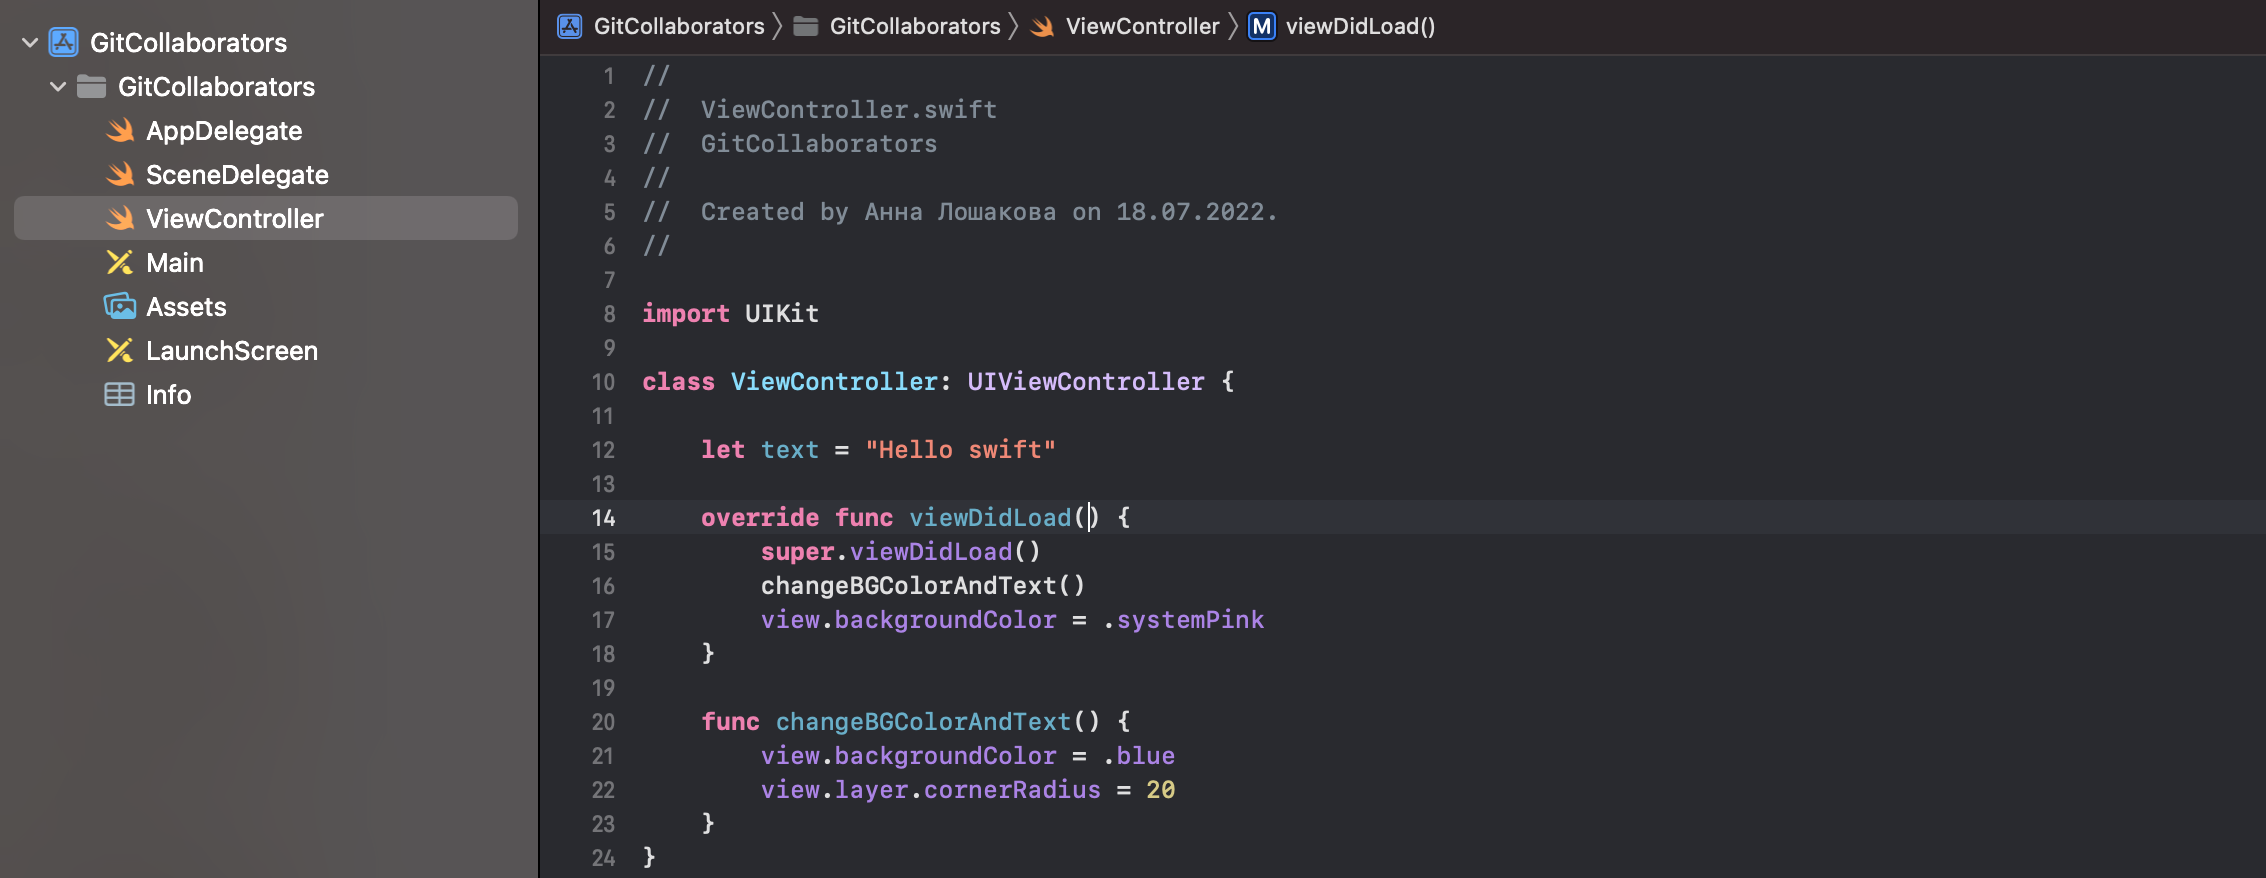 GitCollaborators
GitCollaborators
AppDelegate
SceneDelegate
ViewController
Main
Assets
LaunchScreen
Info
GitCollaborators GitCollaborators ViewController M viewDidLoad()
1 //
2 //  ViewController.swift
3 //  GitCollaborators
4 //
5 //  Created by Анна Лошакова on 18.07.2022.
6 //
7
8 import UIKit
9
10 class ViewController: UIViewController {
11
12     let text = "Hello swift"
13
14     override func viewDidLoad() {
15         super.viewDidLoad()
16         changeBGColorAndText()
17         view.backgroundColor = .systemPink
18     }
19
20     func changeBGColorAndText() {
21         view.backgroundColor = .blue
22         view.layer.cornerRadius = 20
23     }
24 }